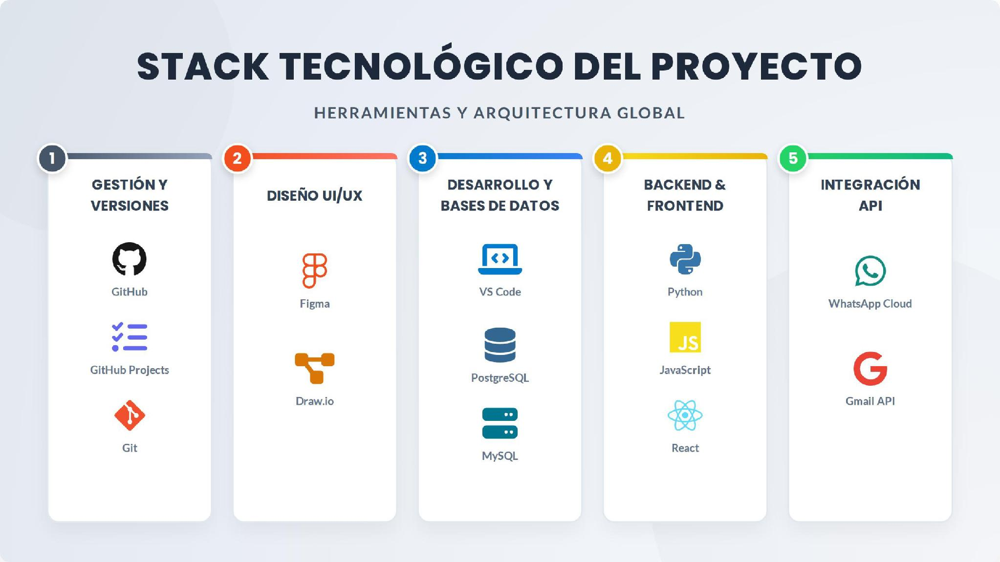 STACK TECNOLÓGICO DEL PROYECTO
HERRAMIENTAS Y ARQUITECTURA GLOBAL
1
GESTIÓN Y
VERSIONES
GitHub
GitHub Projects
Git
2
DISEÑO UI/UX
Figma
Draw.io
3
DESARROLLO Y
BASES DE DATOS
VS Code
PostgreSQL
MySQL
4
BACKEND &
FRONTEND
Python
JS
JavaScript
React
5
INTEGRACIÓN
API
WhatsApp Cloud
Gmail API